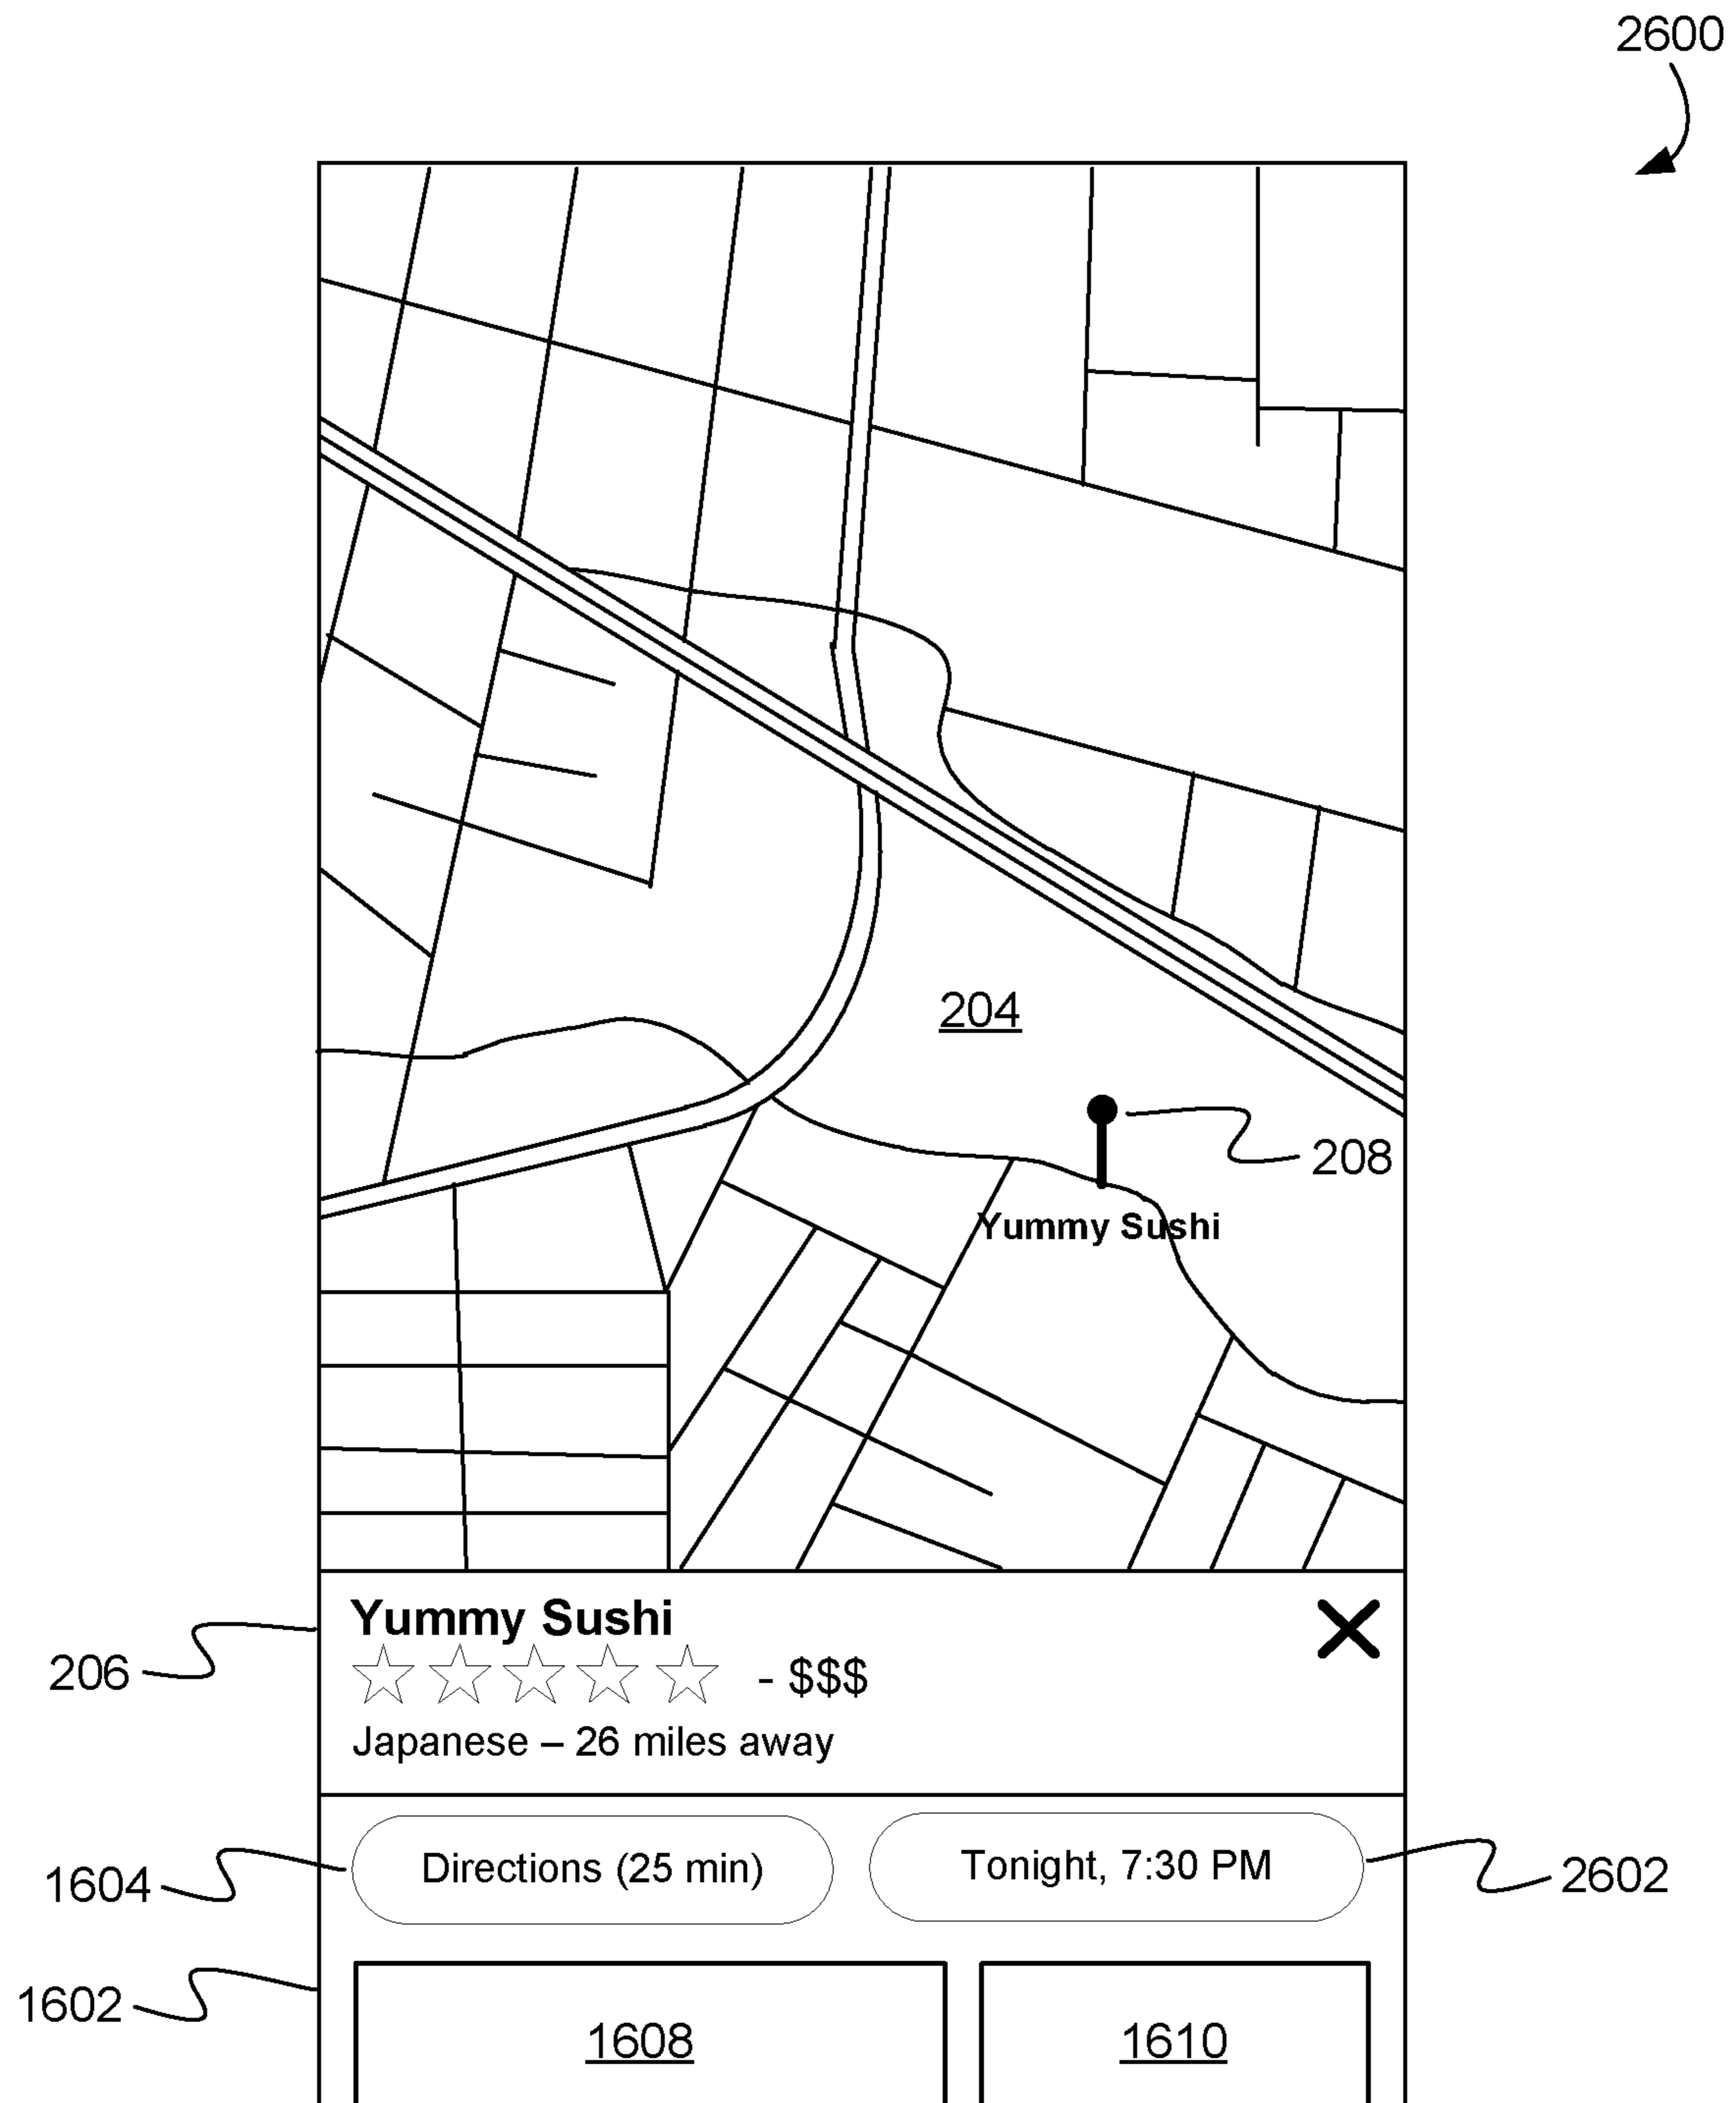 2600
204
208
Yummy Sushi
Yummy Sushi
206
- $$$
Japanese – 26 miles away
1604
Directions (25 min)
Tonight, 7:30 PM
2602
1602
1608
1610